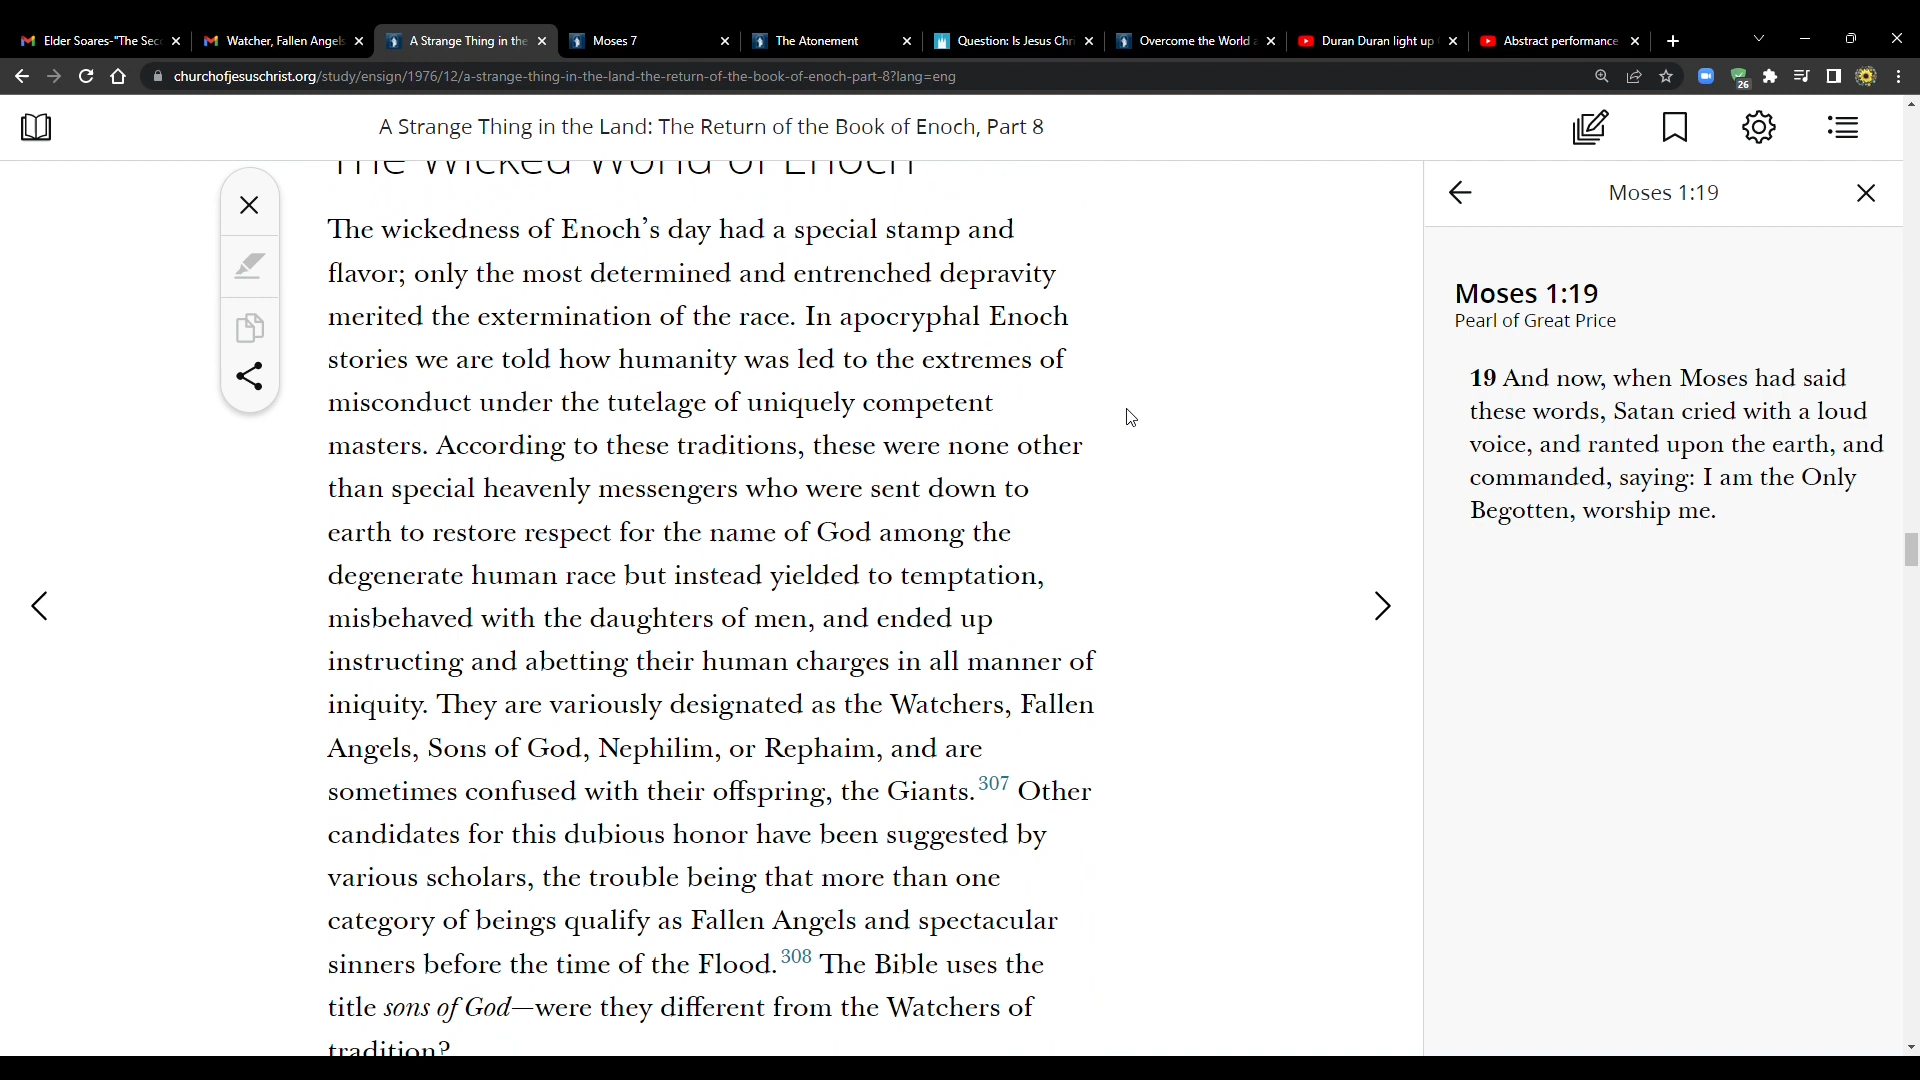 Elder Soares-"The Sec
Watcher, Fallen Angels
A Strange Thing in the
Moses 7
The Atonement
Question: Is Jesus Chri
Overcome the World a
Duran Duran light up
Abstract performance
churchofjesuschrist.org/study/ensign/1976/12/a-strange-thing-in-the-land-the-return-of-the-book-of-enoch-part-8?lang=eng
26
A Strange Thing in the Land: The Return of the Book of Enoch, Part 8
The Wicked World of Enoch
The wickedness of Enoch’s day had a special stamp and
flavor; only the most determined and entrenched depravity
merited the extermination of the race. In apocryphal Enoch
stories we are told how humanity was led to the extremes of
misconduct under the tutelage of uniquely competent
masters. According to these traditions, these were none other
than special heavenly messengers who were sent down to
earth to restore respect for the name of God among the
degenerate human race but instead yielded to temptation,
misbehaved with the daughters of men, and ended up
instructing and abetting their human charges in all manner of
iniquity. They are variously designated as the Watchers, Fallen
Angels, Sons of God, Nephilim, or Rephaim, and are
sometimes confused with their offspring, the Giants.307 Other
candidates for this dubious honor have been suggested by
various scholars, the trouble being that more than one
category of beings qualify as Fallen Angels and spectacular
sinners before the time of the Flood.308 The Bible uses the
title sons of God—were they different from the Watchers of
tradition?
Moses 1:19
Moses 1:19
Pearl of Great Price
19 And now, when Moses had said
these words, Satan cried with a loud
voice, and ranted upon the earth, and
commanded, saying: I am the Only
Begotten, worship me.